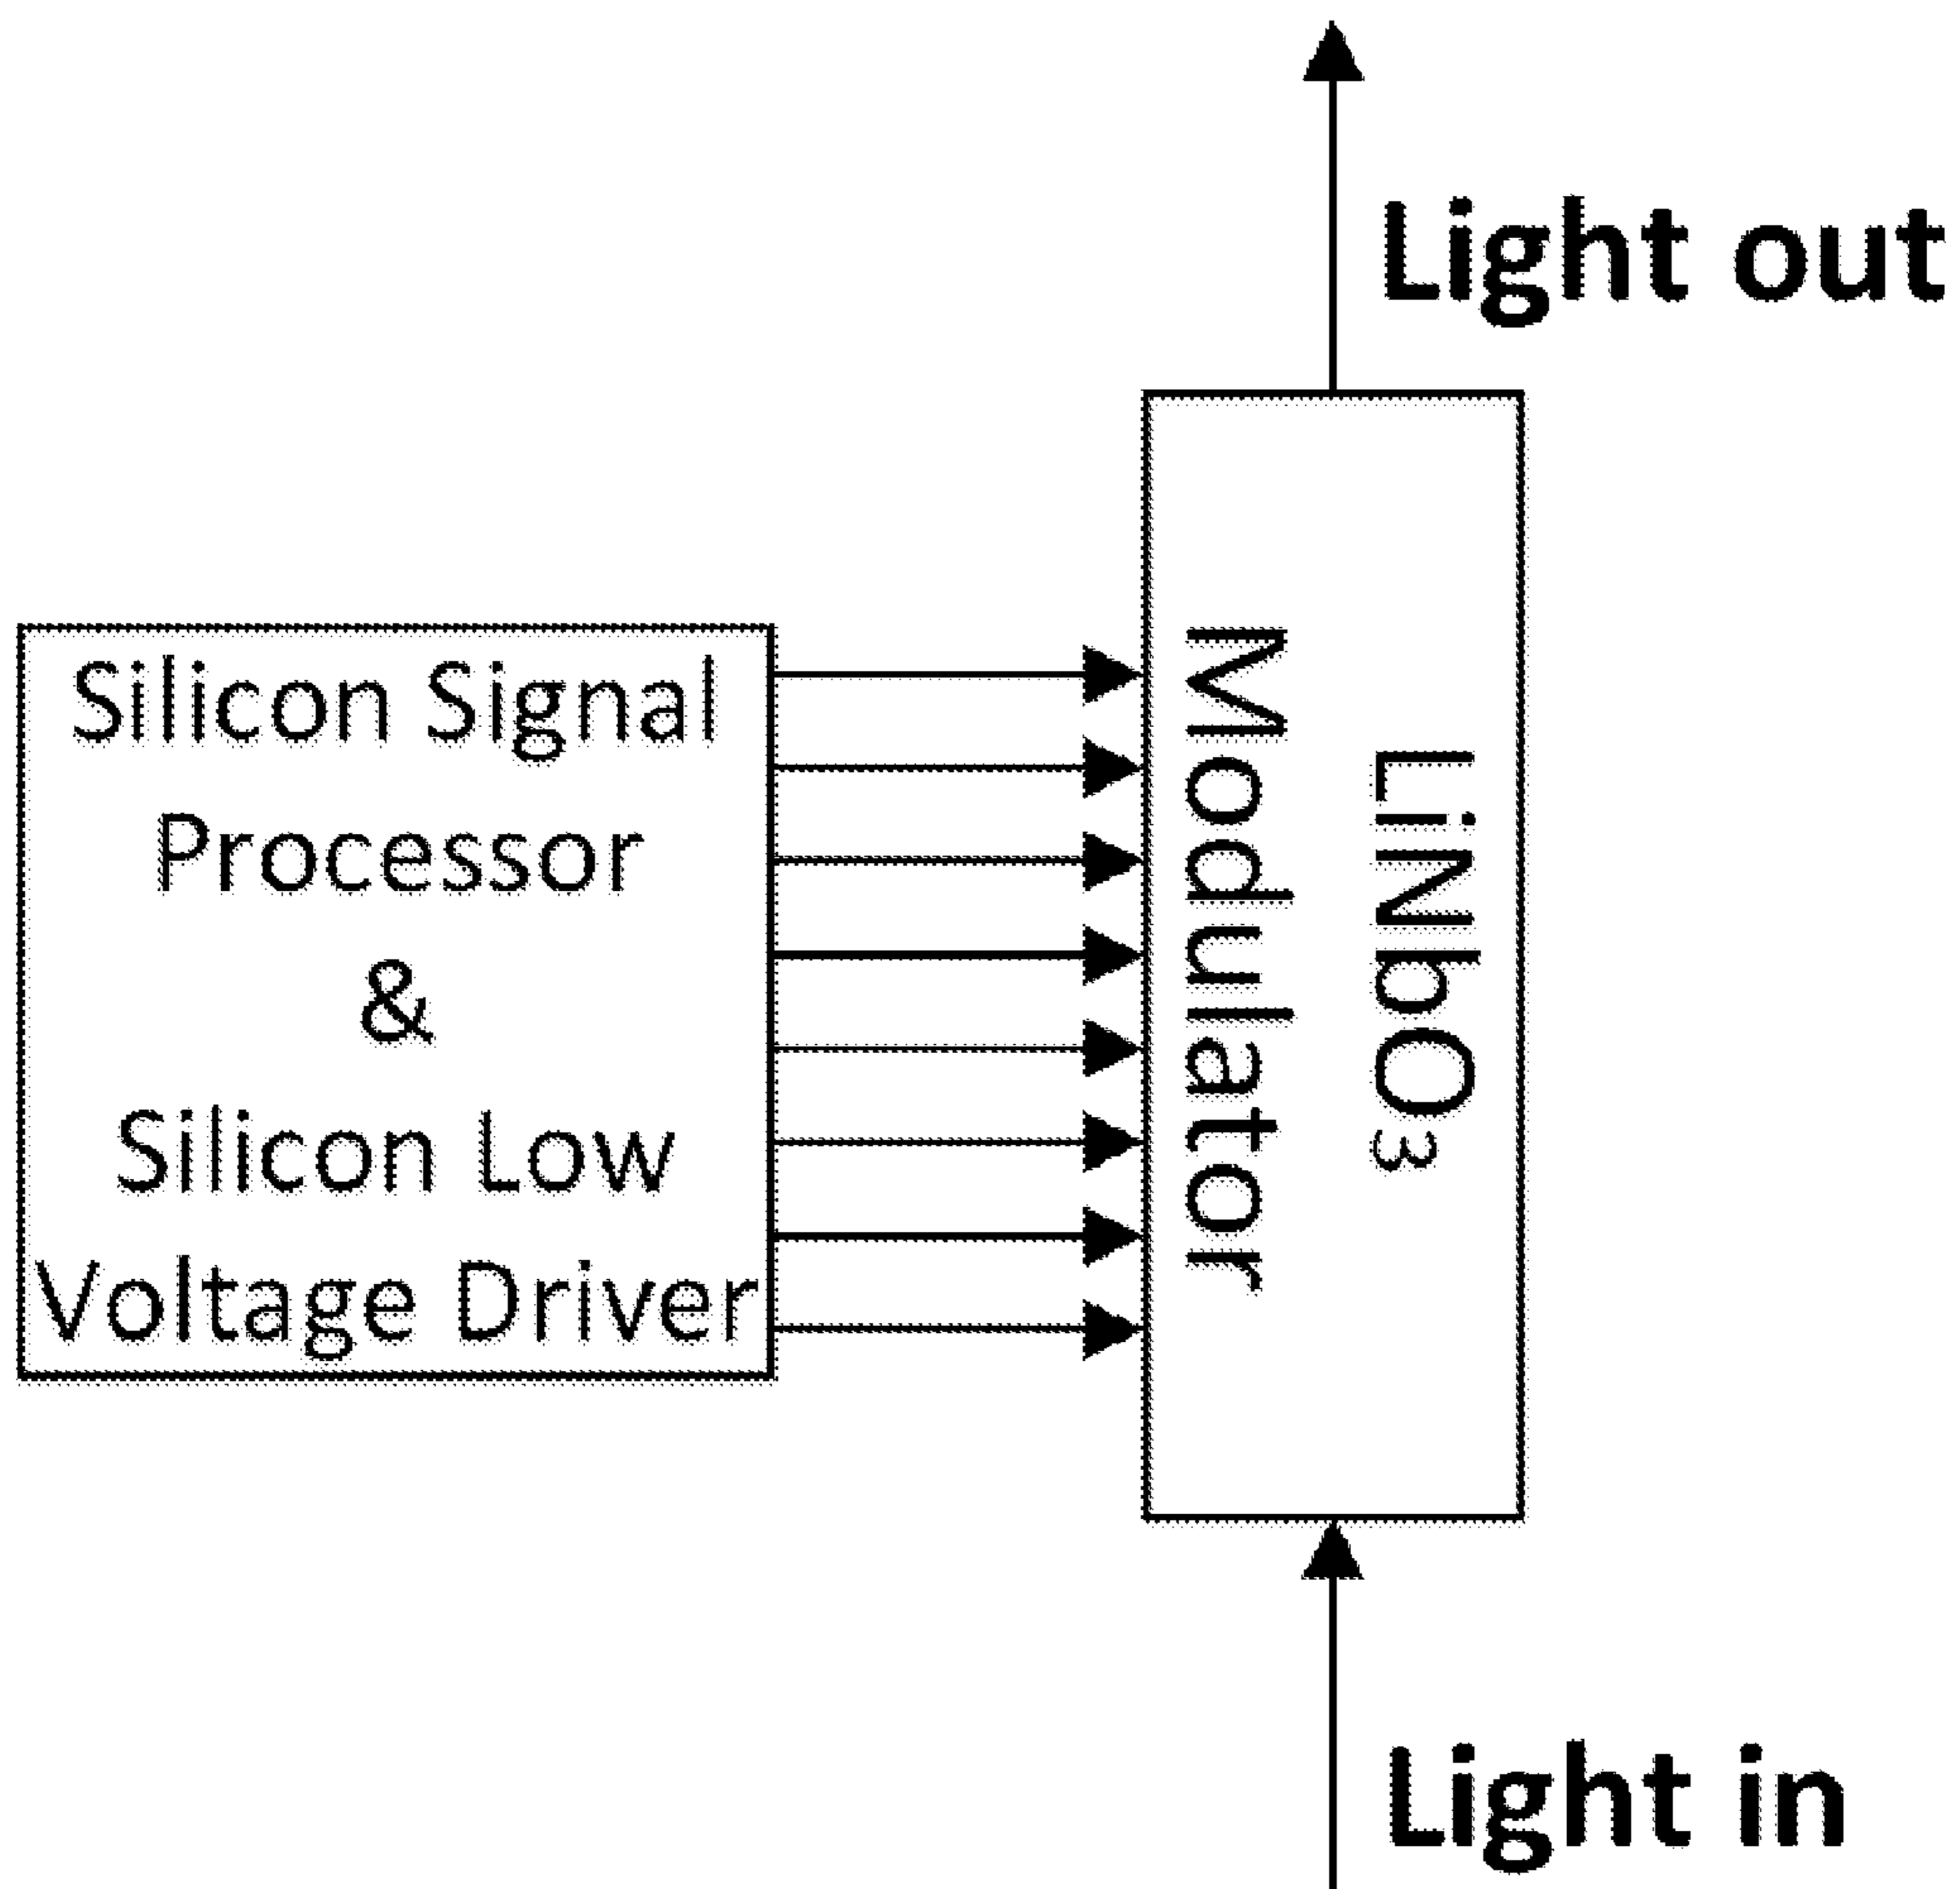 Light out
Silicon Signal
Processor
&
Silicon Low
Voltage Driver
LiNbO₃
Modulator
Light in